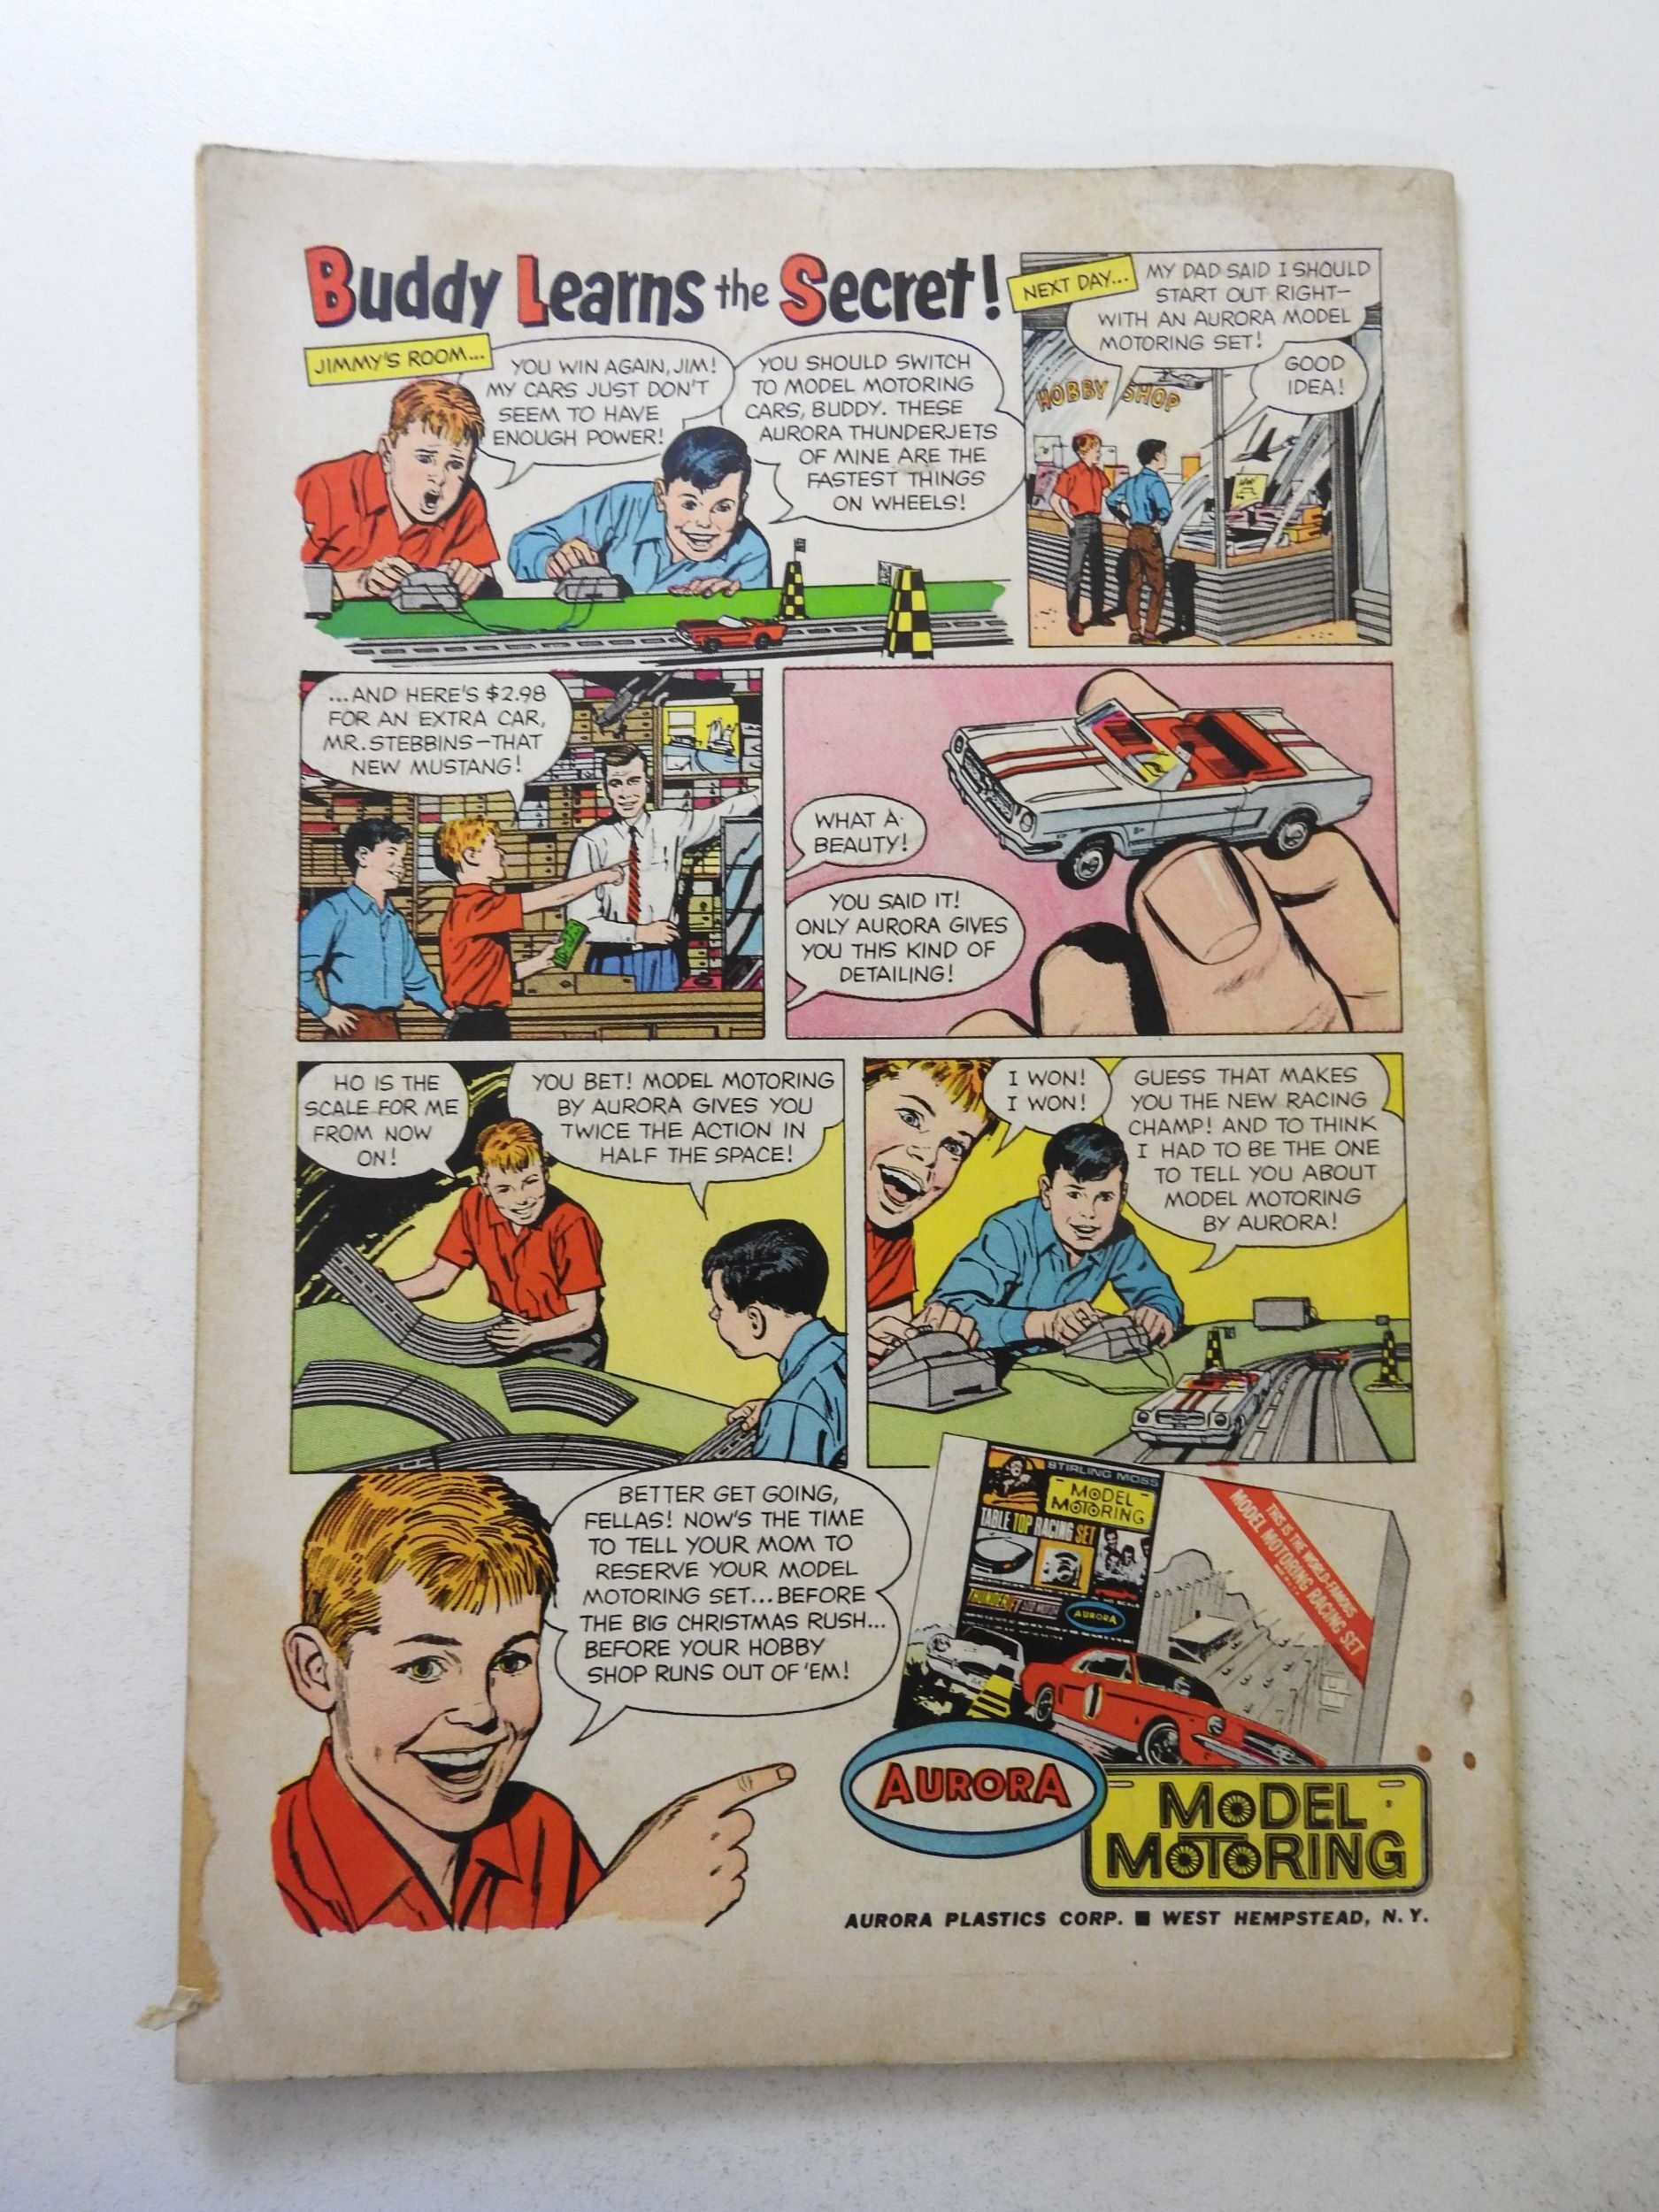 Buddy Learns the Secret!
JIMMY'S ROOM...
YOU WIN AGAIN, JIM!
MY CARS JUST DON'T
SEEM TO HAVE
ENOUGH POWER!
YOU SHOULD SWITCH
TO MODEL MOTORING
CARS, BUDDY. THESE
AURORA THUNDERJETS
OF MINE ARE THE
FASTEST THINGS
ON WHEELS!
NEXT DAY...
MY DAD SAID I SHOULD
START OUT RIGHT—
WITH AN AURORA MODEL
MOTORING SET!
GOOD
IDEA!
HOBBY SHOP
...AND HERE'S $2.98
FOR AN EXTRA CAR,
MR. STEBBINS—THAT
NEW MUSTANG!
WHAT A
BEAUTY!
YOU SAID IT!
ONLY AURORA GIVES
YOU THIS KIND OF
DETAILING!
HO IS THE
SCALE FOR ME
FROM NOW
ON!
YOU BET! MODEL MOTORING
BY AURORA GIVES YOU
TWICE THE ACTION IN
HALF THE SPACE!
I WON!
I WON!
GUESS THAT MAKES
YOU THE NEW RACING
CHAMP! AND TO THINK
I HAD TO BE THE ONE
TO TELL YOU ABOUT
MODEL MOTORING
BY AURORA!
BETTER GET GOING,
FELLAS! NOW'S THE TIME
TO TELL YOUR MOM TO
RESERVE YOUR MODEL
MOTORING SET...BEFORE
THE BIG CHRISTMAS RUSH...
BEFORE YOUR HOBBY
SHOP RUNS OUT OF 'EM!
STIRLING MOSS
MODEL
MOTORING
TABLE TOP RACING SET
THUNDERJET
AURORA
THIS IS THE WORLD-FAMOUS
MODEL MOTORING RACING SET
AURORA
MODEL
MOTORING
AURORA PLASTICS CORP. ■ WEST HEMPSTEAD, N.Y.